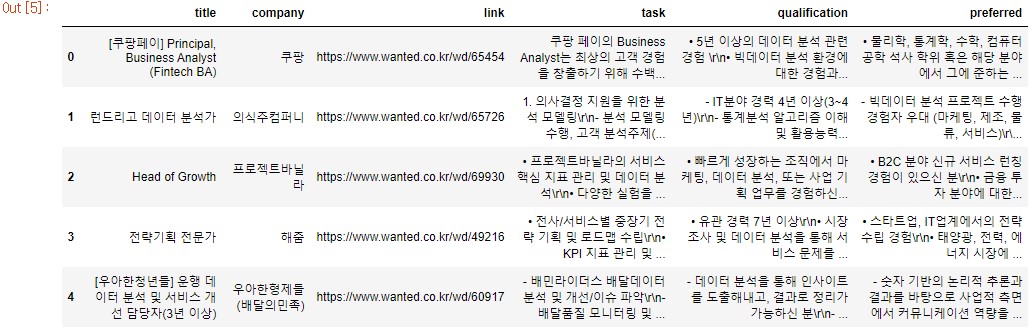 Out [5]:
title company link task qualification preferred
0 [쿠팡페이] Principal, Business Analyst (Fintech BA) 쿠팡 https://www.wanted.co.kr/wd/65454 쿠팡 페이의 Business Analyst는 최상의 고객 경험을 창출하기 위해 수백... • 5년 이상의 데이터 분석 관련 경험 \r\n• 빅데이터 분석 환경에 대한 경험과... • 물리학, 통계학, 수학, 컴퓨터 공학 석사 학위 혹은 해당 분야에서 그에 준하는 ...
1 런드리고 데이터 분석가 의식주컴퍼니 https://www.wanted.co.kr/wd/65726 1. 의사결정 지원을 위한 분석 모델링\r\n- 분석 모델링 수행, 고객 분석주제(... - IT분야 경력 4년 이상(3~4년)\r\n- 통계분석 알고리즘 이해 및 활용능력... - 빅데이터 분석 프로젝트 수행 경험자 우대 (마케팅, 제조, 물류, 서비스)\r\...
2 Head of Growth 프로젝트바닐라 https://www.wanted.co.kr/wd/69930 • 프로젝트바닐라의 서비스 핵심 지표 관리 및 데이터 분석\r\n• 다양한 실험을 ... • 빠르게 성장하는 조직에서 마케팅, 데이터 분석, 또는 사업 기획 업무를 경험하신... • B2C 분야 신규 서비스 런칭 경험이 있으신 분\r\n• 금융 투자 분야에 대한...
3 전략기획 전문가 해줌 https://www.wanted.co.kr/wd/49216 • 전사/서비스별 중장기 전략 기획 및 로드맵 수립\r\n• KPI 지표 관리 및 ... • 유관 경력 7년 이상\r\n• 시장 조사 및 데이터 분석을 통해 서비스 문제를 ... • 스타트업, IT업계에서의 전략 수립 경험\r\n• 태양광, 전력, 에너지 시장에 ...
4 [우아한청년들] 운행 데이터 분석 및 서비스 개선 담당자(3년 이상) 우아한형제들(배달의민족) https://www.wanted.co.kr/wd/60917 - 배민라이더스 배달데이터 분석 및 개선/이슈 파악\r\n- 배달품질 모니터링 및 ... - 데이터 분석을 통해 인사이트를 도출해내고, 결과로 정리가 가능하신 분\r\n- ... - 숫자 기반의 논리적 추론과 결과를 바탕으로 사업적 측면에서 커뮤니케이션 역량을 ...